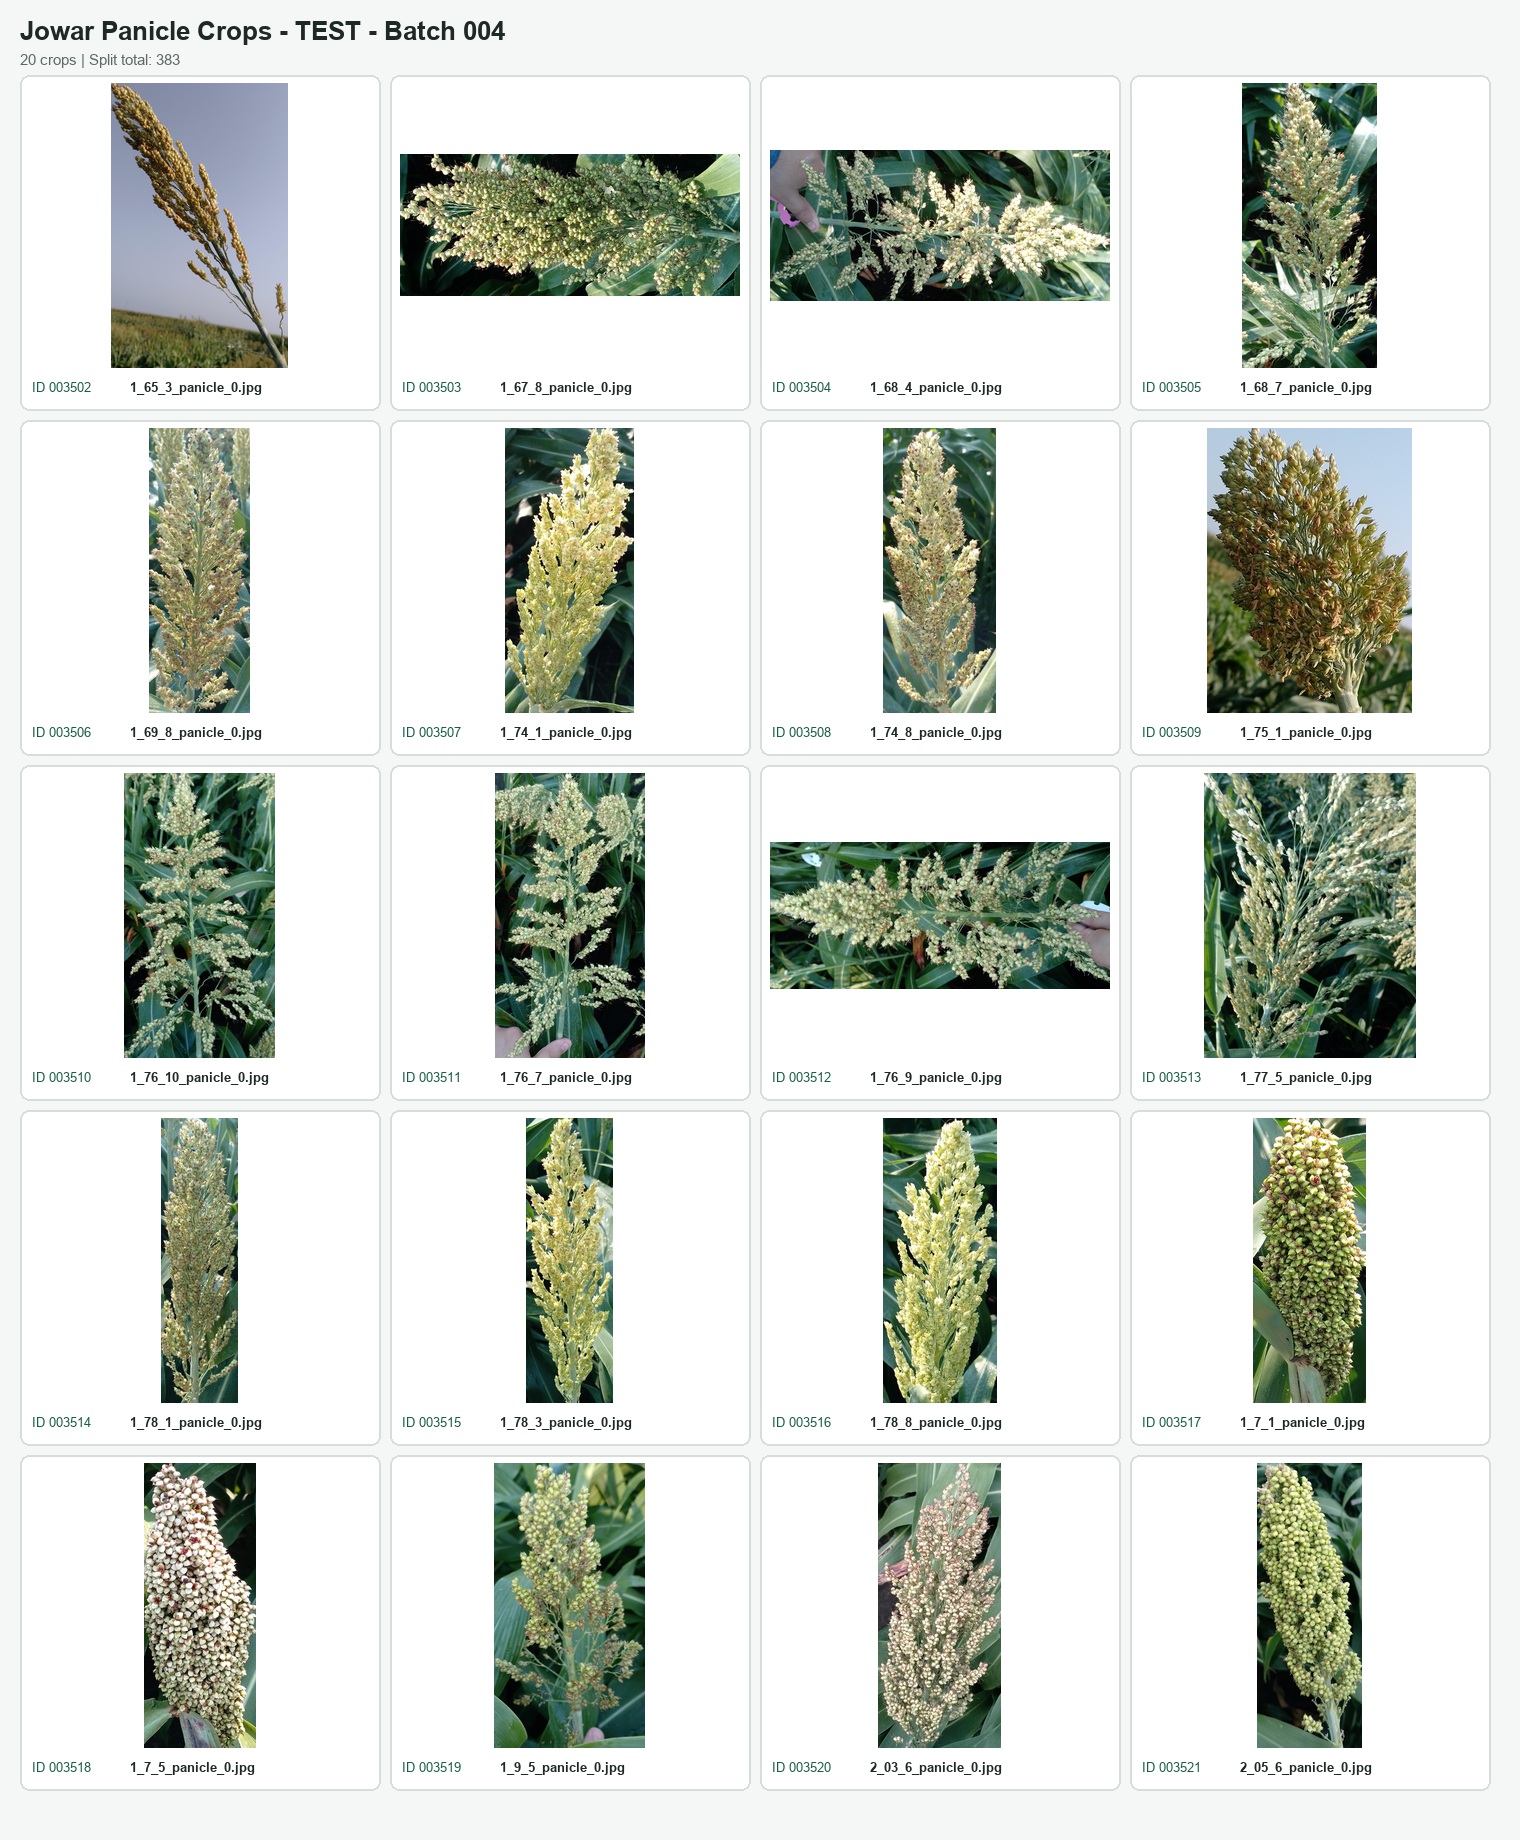 Jowar Panicle Crops - TEST - Batch 004
20 crops | Split total: 383
ID 003502 1_65_3_panicle_0.jpg
ID 003503 1_67_8_panicle_0.jpg
ID 003504 1_68_4_panicle_0.jpg
ID 003505 1_68_7_panicle_0.jpg
ID 003506 1_69_8_panicle_0.jpg
ID 003507 1_74_1_panicle_0.jpg
ID 003508 1_74_8_panicle_0.jpg
ID 003509 1_75_1_panicle_0.jpg
ID 003510 1_76_10_panicle_0.jpg
ID 003511 1_76_7_panicle_0.jpg
ID 003512 1_76_9_panicle_0.jpg
ID 003513 1_77_5_panicle_0.jpg
ID 003514 1_78_1_panicle_0.jpg
ID 003515 1_78_3_panicle_0.jpg
ID 003516 1_78_8_panicle_0.jpg
ID 003517 1_7_1_panicle_0.jpg
ID 003518 1_7_5_panicle_0.jpg
ID 003519 1_9_5_panicle_0.jpg
ID 003520 2_03_6_panicle_0.jpg
ID 003521 2_05_6_panicle_0.jpg